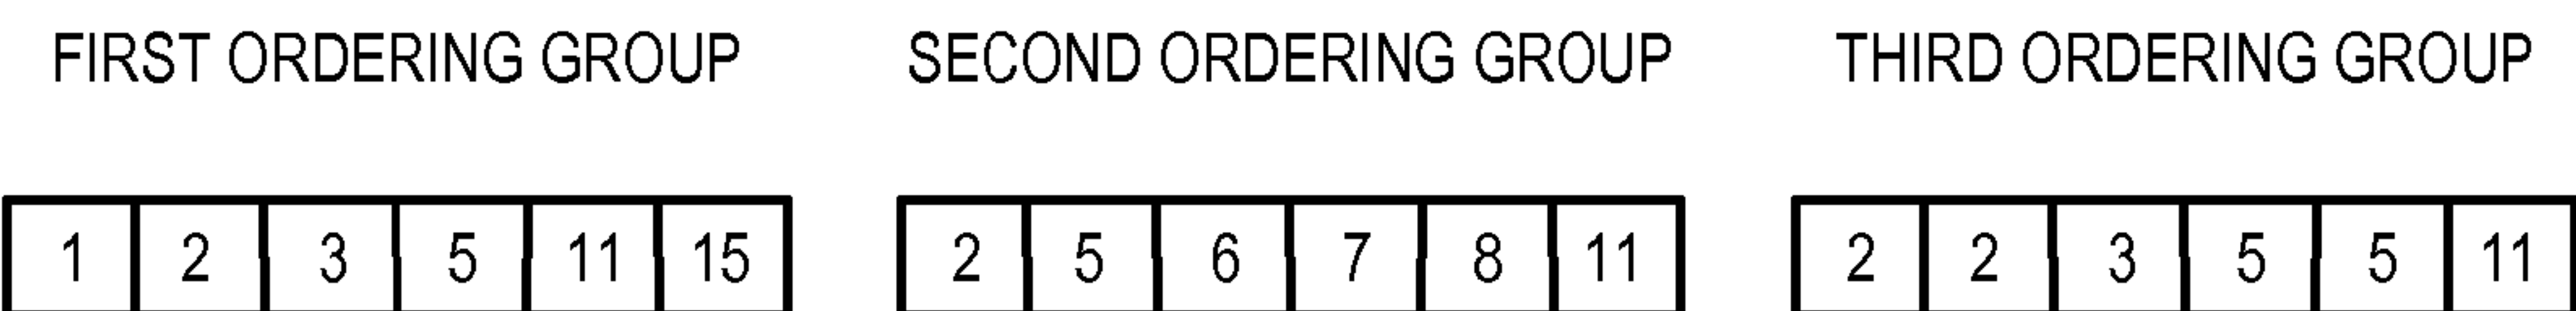 FIRST ORDERING GROUP SECOND ORDERING GROUP THIRD ORDERING GROUP
1 2 3 5 11 15 2 5 6 7 8 11 2 2 3 5 5 11